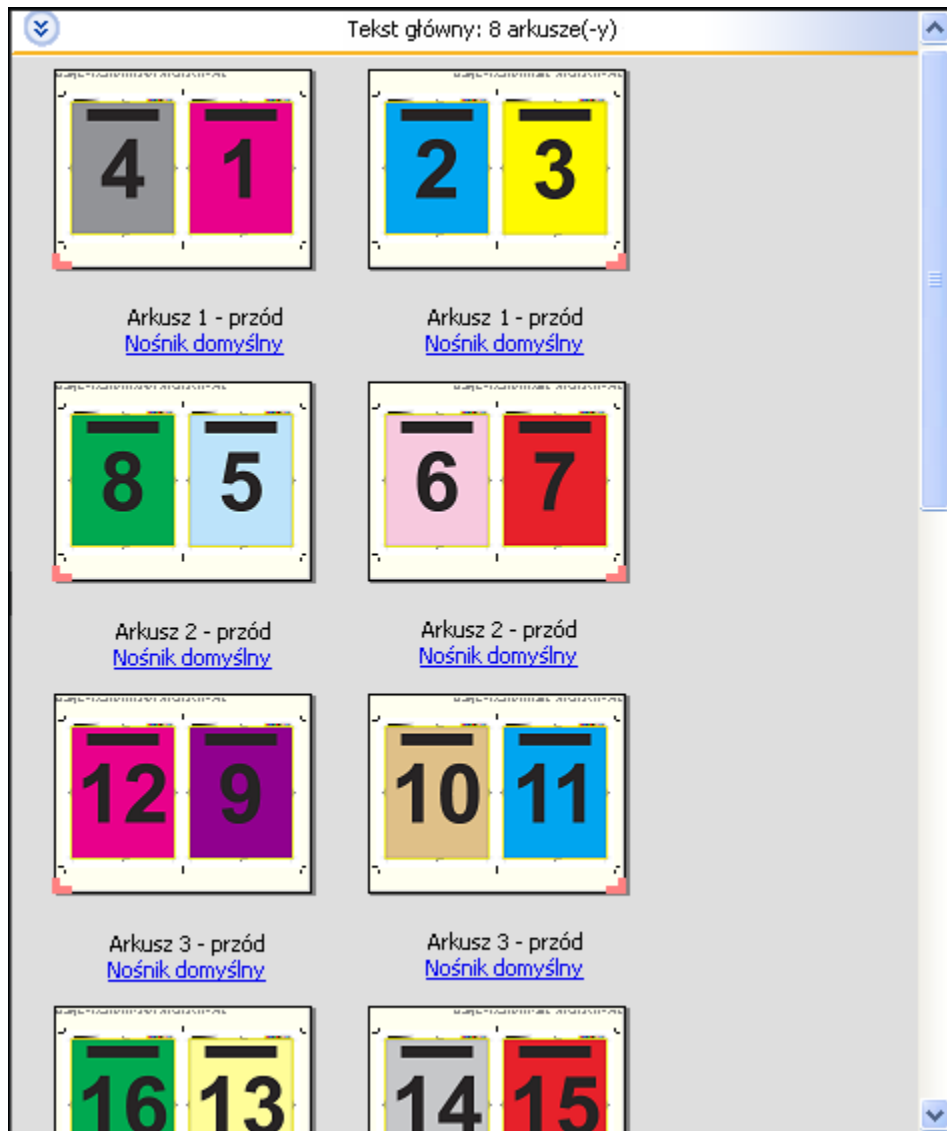 Tekst główny: 8 arkusze(-y)
4 1 2 3
Arkusz 1 - przód Arkusz 1 - przód
Nośnik domyślny Nośnik domyślny
8 5 6 7
Arkusz 2 - przód Arkusz 2 - przód
Nośnik domyślny Nośnik domyślny
12 9 10 11
Arkusz 3 - przód Arkusz 3 - przód
Nośnik domyślny Nośnik domyślny
16 13 14 15